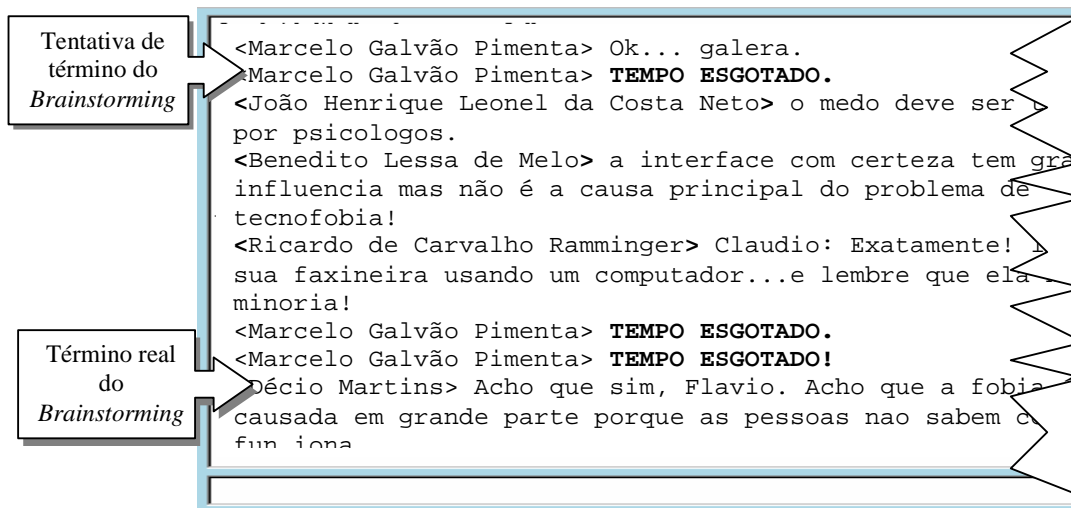 Tentativa de
término do
Brainstorming
<Marcelo Galvão Pimenta> Ok... galera.
<Marcelo Galvão Pimenta> TEMPO ESGOTADO.
<João Henrique Leonel da Costa Neto> o medo deve ser
por psicologos.
<Benedito Lessa de Melo> a interface com certeza tem
influencia mas não é a causa principal do problema de
tecnofobia!
<Ricardo de Carvalho Ramminger> Claudio: Exatamente!
sua faxineira usando um computador...e lembre que ela
minoria!
<Marcelo Galvão Pimenta> TEMPO ESGOTADO.
<Marcelo Galvão Pimenta> TEMPO ESGOTADO!
Término real
do
Brainstorming
Décio Martins> Acho que sim, Flavio. Acho que a fobia
causada em grande parte porque as pessoas nao sabem